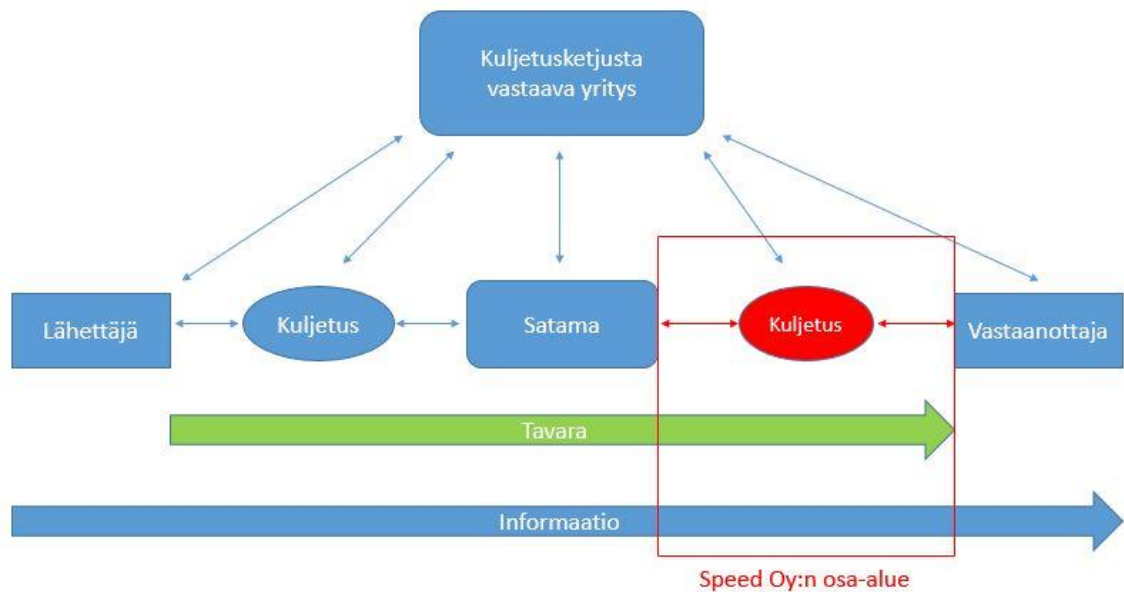 Kuljetusketjusta
vastaava yritys
Lähettäjä
Kuljetus
Satama
Kuljetus
Vastaanottaja
Tavara
Informaatio
Speed Oy:n osa-alue